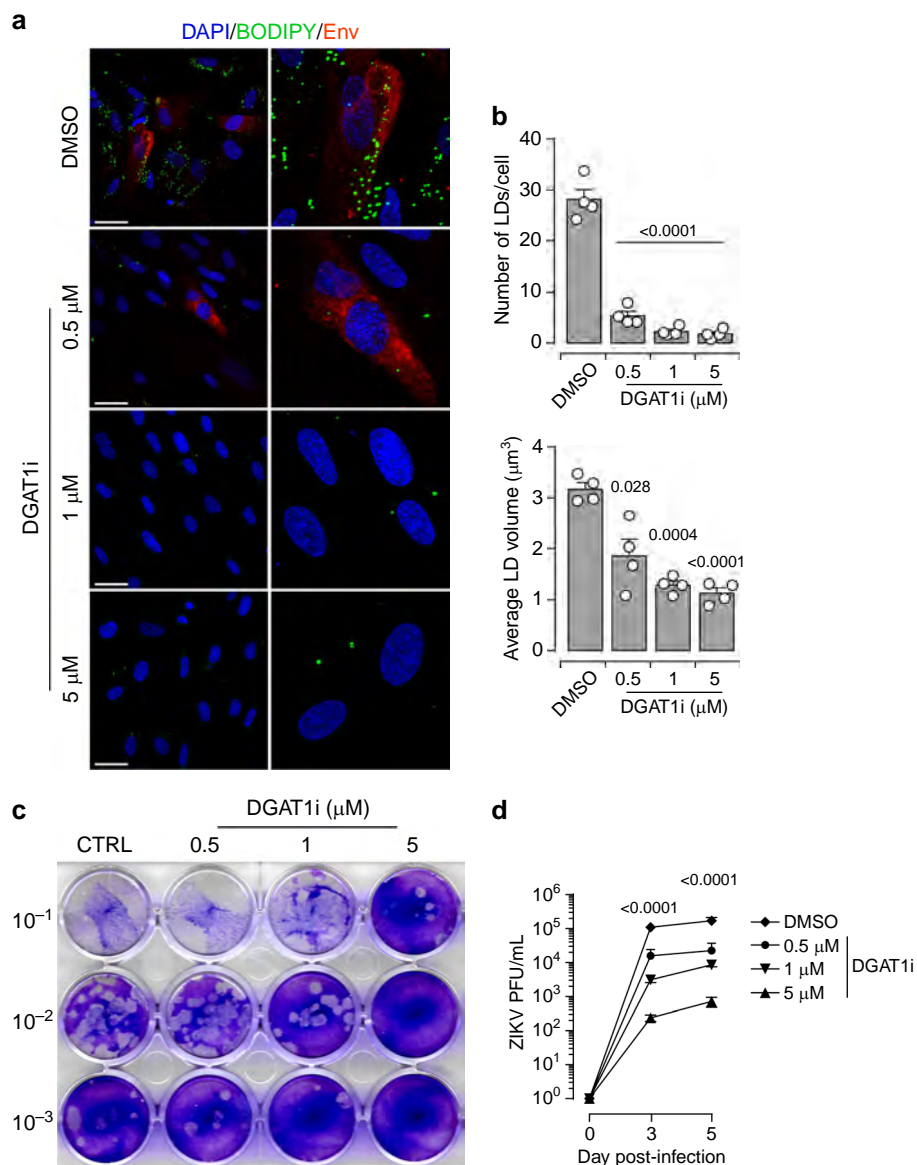 a
DAPI/BODIPY/Env
DMSO
DGAT1i
0.5 µM
1 µM
5 µM
b
Number of LDs/cell
40
30
20
10
0
<0.0001
DMSO
0.5 1 5
DGAT1i (µM)
Average LD volume (µm³)
4
3
2
1
0
0.028
0.0004
<0.0001
DMSO
0.5 1 5
DGAT1i (µM)
c
DGAT1i (µM)
CTRL 0.5 1 5
10⁻¹
10⁻²
10⁻³
d
ZIKV PFU/mL
10⁶
10⁵
10⁴
10³
10²
10¹
10⁰
<0.0001
<0.0001
0 3 5
Day post-infection
DMSO
0.5 µM
1 µM
5 µM
DGAT1i